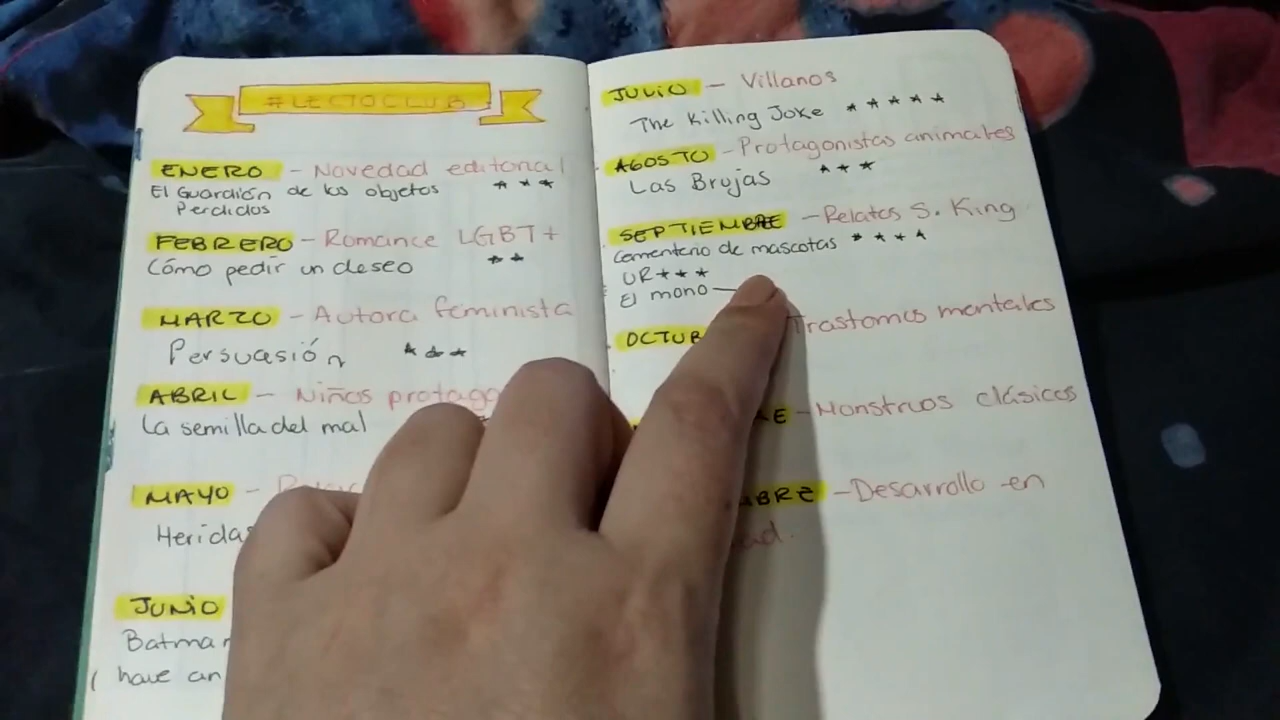 #LECTOCLUB
ENERO - Novedad editorial
El Guardián de los objetos
Perdidos
FEBRERO - Romance LGBT+
Cómo pedir un deseo
MARZO - Autora feminista
Persuasión
ABRIL - Niños
La semilla del mal
MAYO -
Heridas
JUNIO
Batman
have an
JULIO - Villanos
The Killing Joke
AGOSTO - Protagonistas animales
Las Brujas
SEPTIEMBRE - Relatos S. King
Cementerio de mascotas
UR
El mono
Trastornos mentales
- Monstruos clásicos
- Desarrollo en